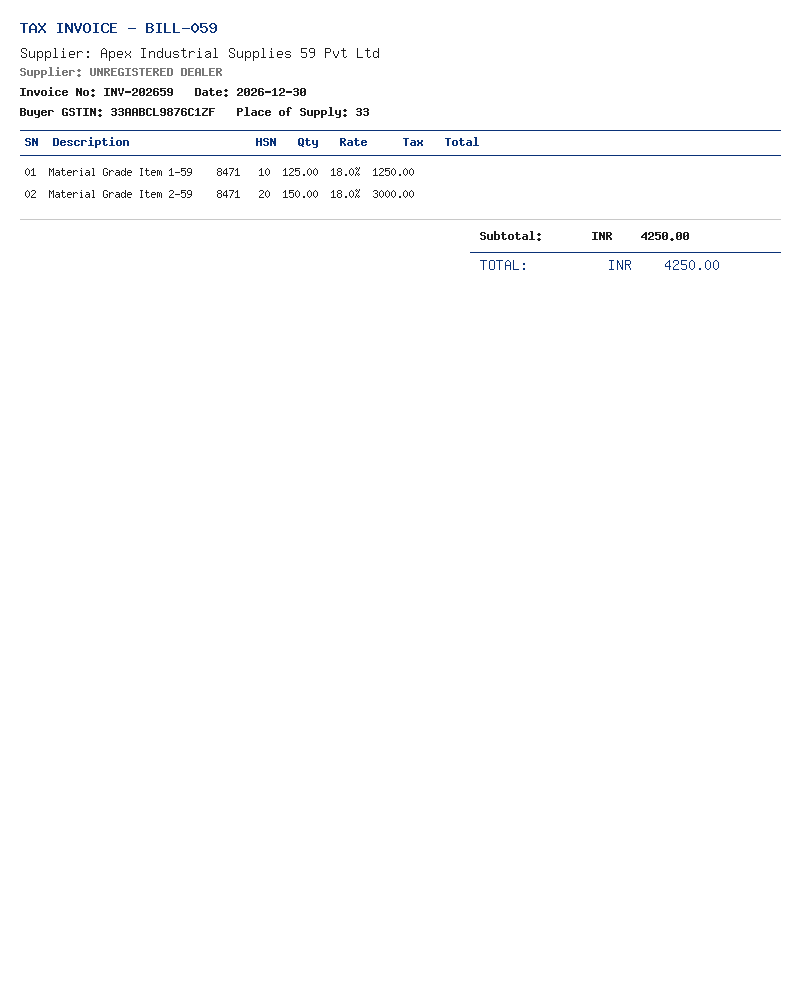 TAX INVOICE - BILL-059
Supplier: Apex Industrial Supplies 59 Pvt Ltd
Supplier: UNREGISTERED DEALER
Invoice No: INV-202659 Date: 2026-12-30
Buyer GSTIN: 33AABCL9876C1ZF Place of Supply: 33
SN Description HSN Qty Rate Tax Total
01 Material Grade Item 1-59 8471 10 125.00 18.0% 1250.00
02 Material Grade Item 2-59 8471 20 150.00 18.0% 3000.00
Subtotal: INR 4250.00
TOTAL: INR 4250.00